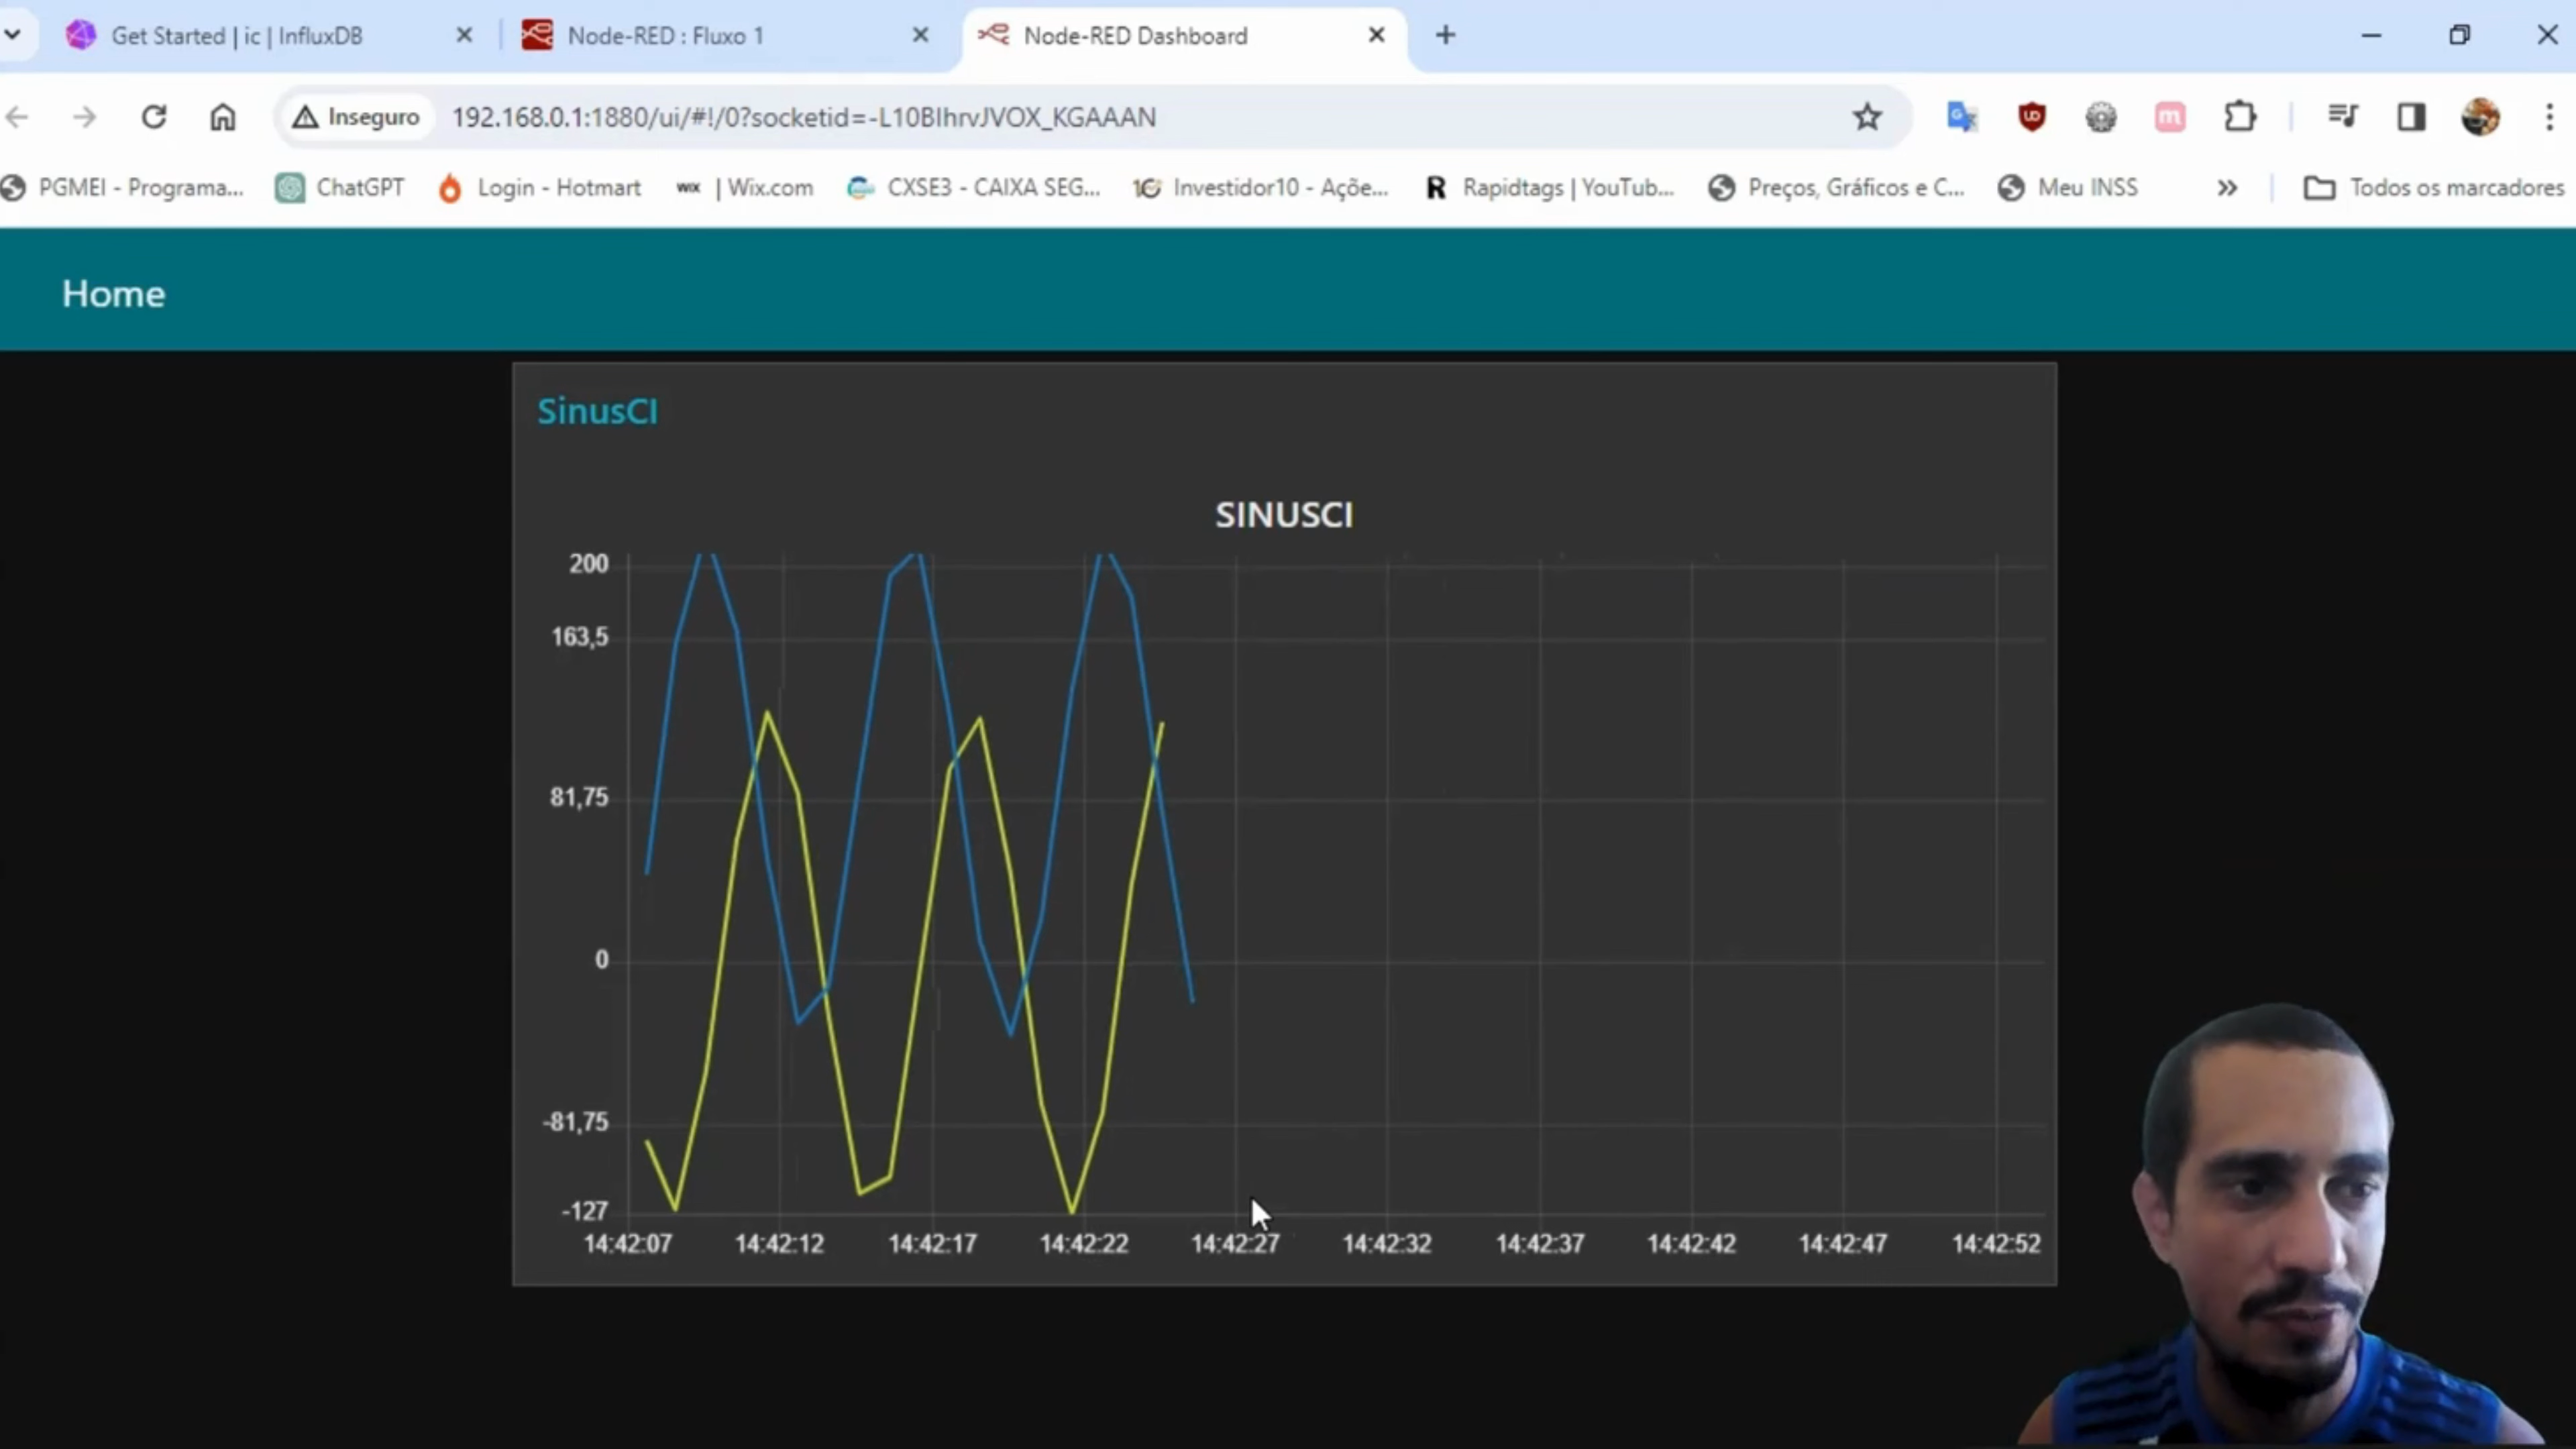 Get Started | ic | InfluxDB
Node-RED : Fluxo 1
Node-RED Dashboard
Inseguro
192.168.0.1:1880/ui/#!/0?socketid=-L10BIhrvJVOX_KGAAAN
PGMEI - Programa...
ChatGPT
Login - Hotmart
WIX | Wix.com
CXSE3 - CAIXA SEG...
Investidor10 - Açõe...
R Rapidtags | YouTub...
Preços, Gráficos e C...
Meu INSS
Todos os marcadores
Home
SinusCI
SINUSCI
200
163,5
81,75
0
-81,75
-127
14:42:07 14:42:12 14:42:17 14:42:22 14:42:27 14:42:32 14:42:37 14:42:42 14:42:47 14:42:52